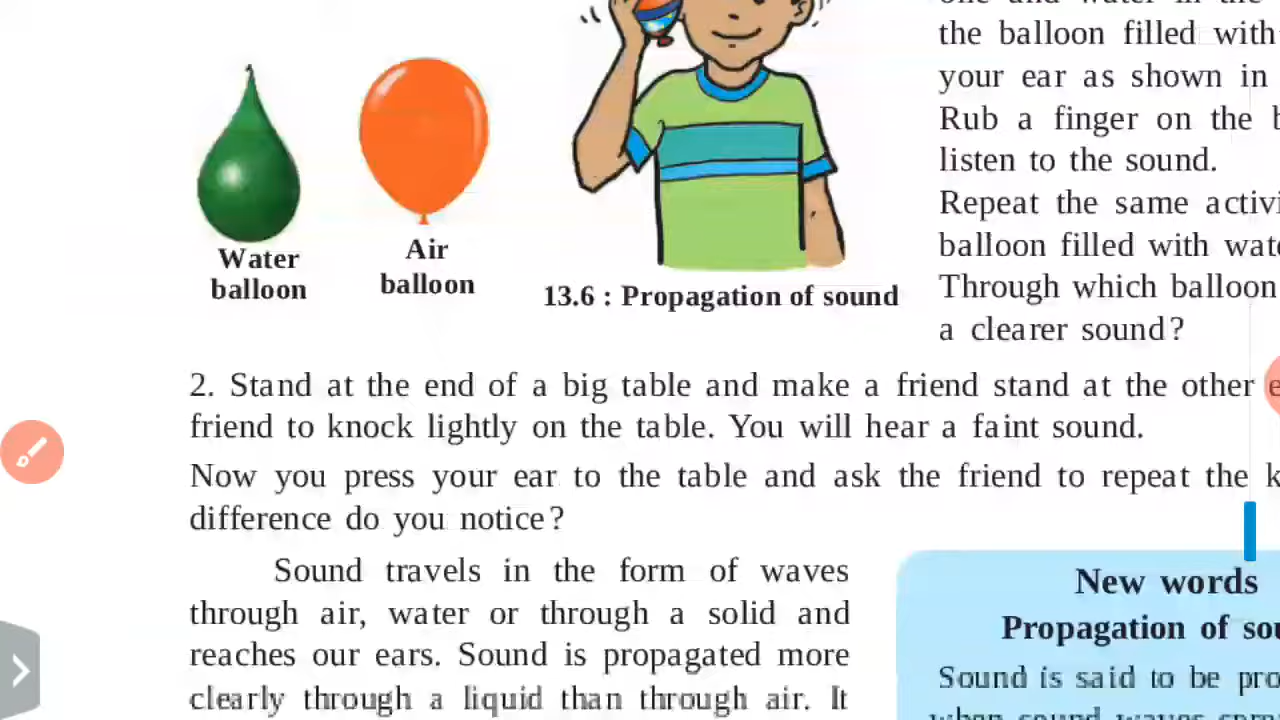 the balloon filled with
your ear as shown in
Rub a finger on the
listen to the sound.
Repeat the same
balloon filled with
Through which balloon
a clearer sound?
Water
balloon
Air
balloon
13.6 : Propagation of sound
2. Stand at the end of a big table and make a friend stand at the other
friend to knock lightly on the table. You will hear a faint sound.
Now you press your ear to the table and ask the friend to repeat the
difference do you notice?
Sound travels in the form of waves
through air, water or through a solid and
reaches our ears. Sound is propagated more
clearly through a liquid than through air. It
New words
Propagation of
Sound is said to be